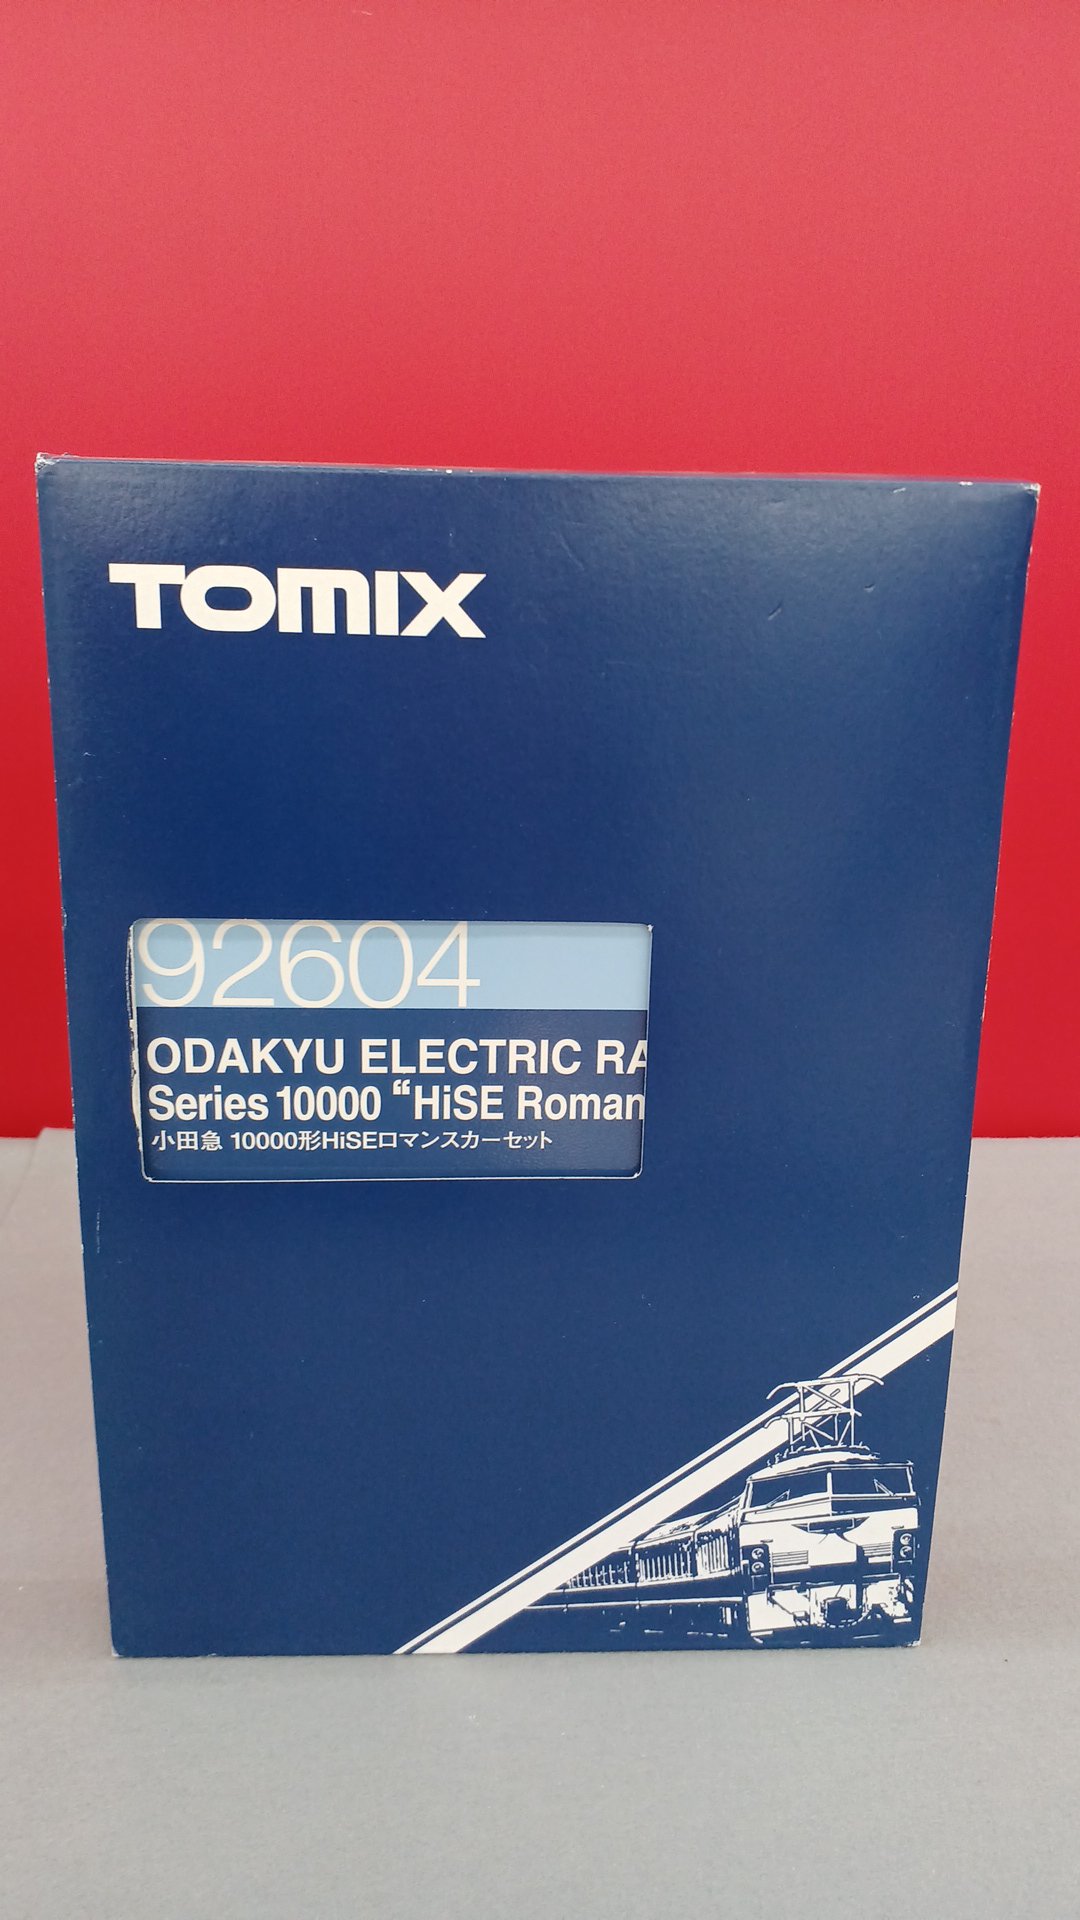 TOMIX
92604
ODAKYU ELECTRIC RA
Series 10000 “HiSE Roman
小田急 10000形HiSEロマンスカーセット